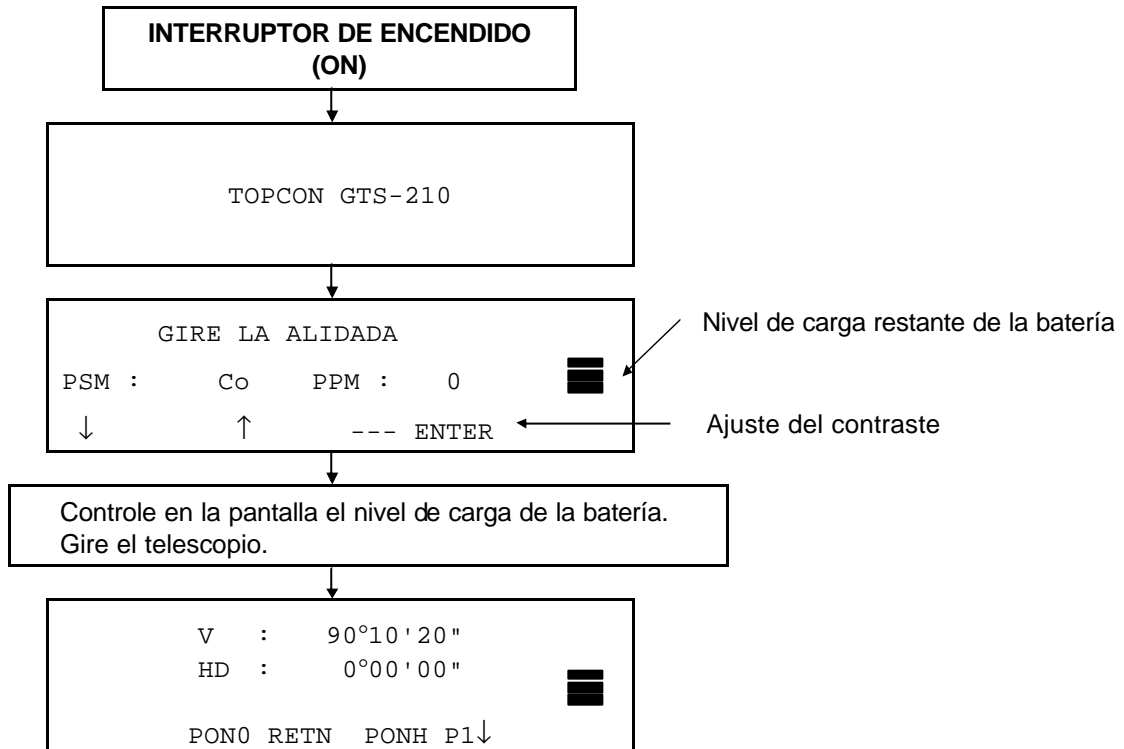 INTERRUPTOR DE ENCENDIDO
(ON)
TOPCON GTS-210
GIRE LA ALIDADA
PSM : Co PPM : 0
↓ ↑ --- ENTER
Nivel de carga restante de la batería
Ajuste del contraste
Controle en la pantalla el nivel de carga de la batería.
Gire el telescopio.
V : 90°10'20"
HD : 0°00'00"
PON0 RETN PONH P1↓